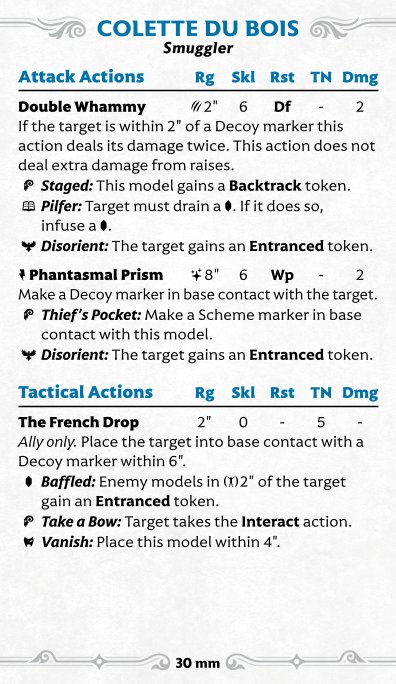 COLETTE DU BOIS
Smuggler
Attack Actions Rg Skl Rst TN Dmg
Double Whammy 2" 6 Df - 2
If the target is within 2" of a Decoy marker this
action deals its damage twice. This action does not
deal extra damage from raises.
Staged: This model gains a Backtrack token.
Pilfer: Target must drain a . If it does so,
infuse a .
Disorient: The target gains an Entranced token.
Phantasmal Prism 8" 6 Wp - 2
Make a Decoy marker in base contact with the target.
Thief's Pocket: Make a Scheme marker in base
contact with this model.
Disorient: The target gains an Entranced token.
Tactical Actions Rg Skl Rst TN Dmg
The French Drop 2" 0 - 5 -
Ally only. Place the target into base contact with a
Decoy marker within 6".
Baffled: Enemy models in 2" of the target
gain an Entranced token.
Take a Bow: Target takes the Interact action.
Vanish: Place this model within 4".
30 mm